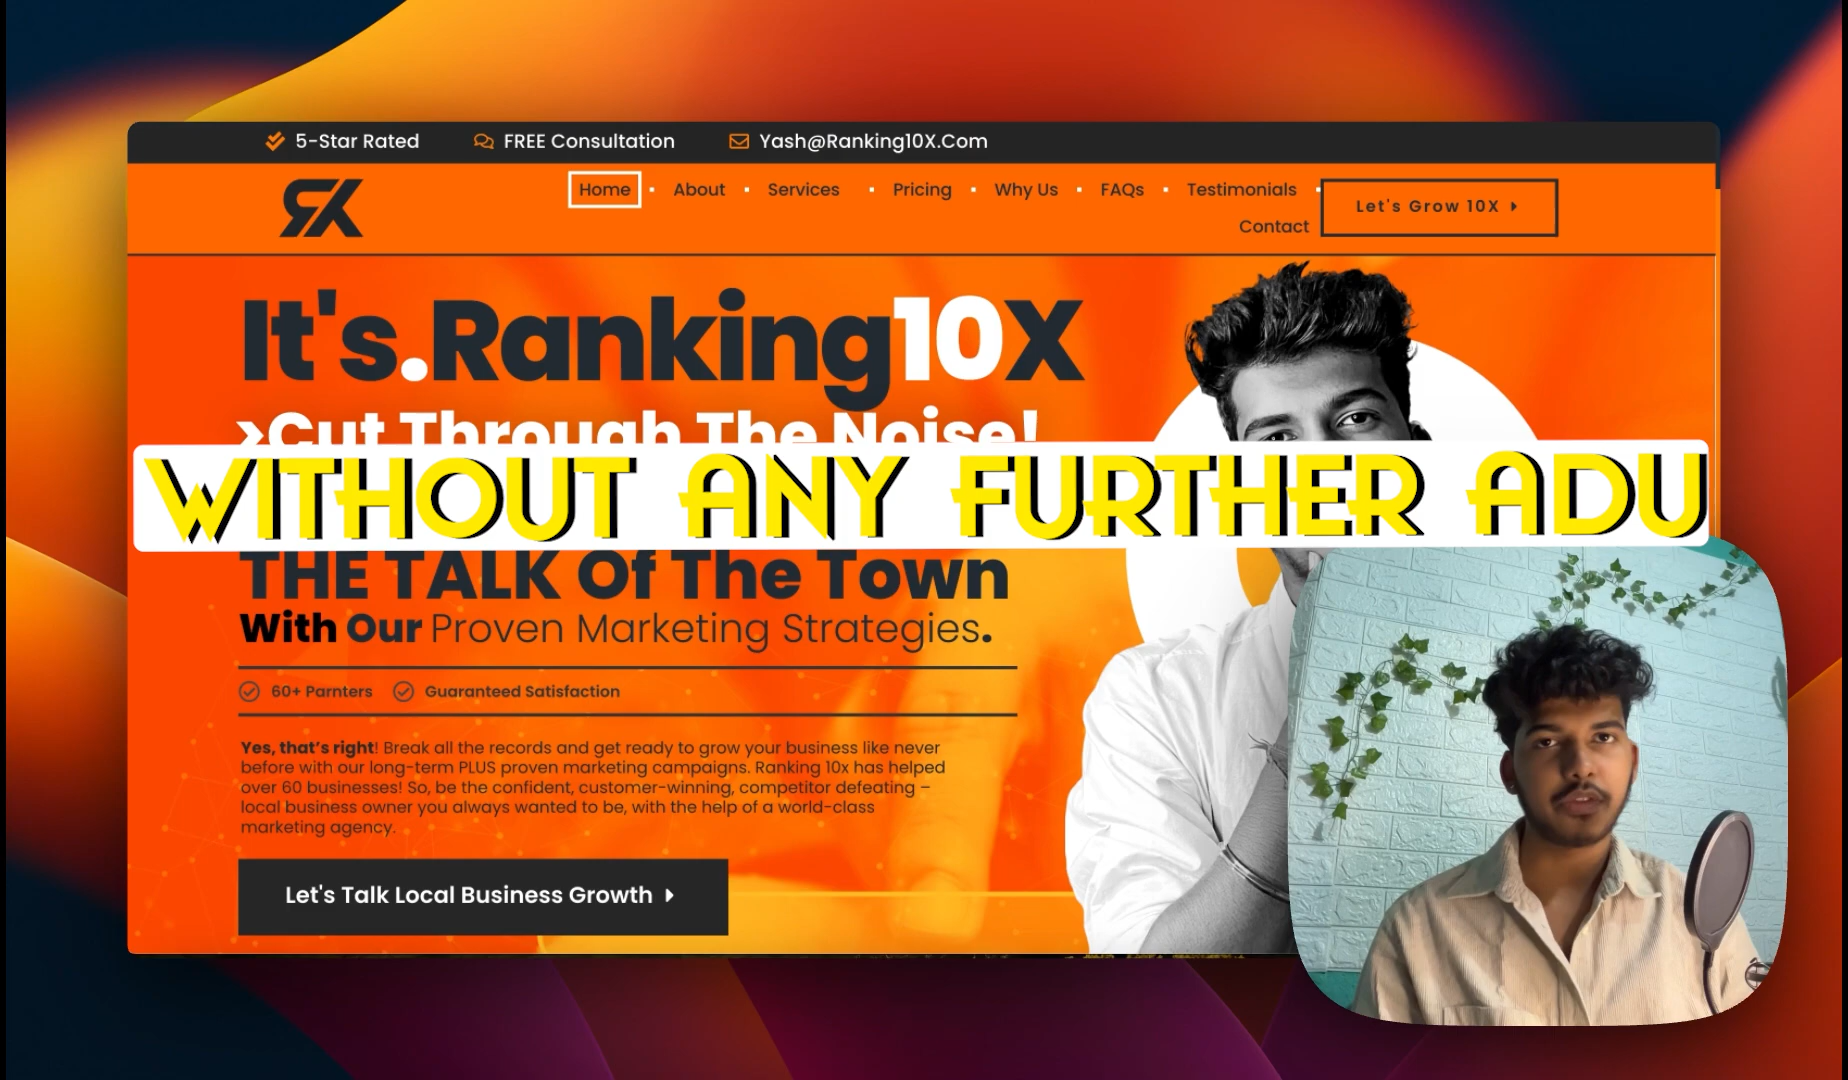 5-Star Rated FREE Consultation Yash@Ranking10X.Com
RX
Home About Services Pricing Why Us FAQs Testimonials
Contact
Let's Grow 10X
It's.Ranking10X
>Cut Through The Noise!
WITHOUT ANY FURTHER ADU
THE TALK Of The Town
With Our Proven Marketing Strategies.
60+ Parnters Guaranteed Satisfaction
Yes, that's right! Break all the records and get ready to grow your business like never
before with our long-term PLUS proven marketing campaigns. Ranking 10x has helped
over 60 businesses! So, be the confident, customer-winning, competitor defeating –
local business owner you always wanted to be, with the help of a world-class
marketing agency.
Let's Talk Local Business Growth